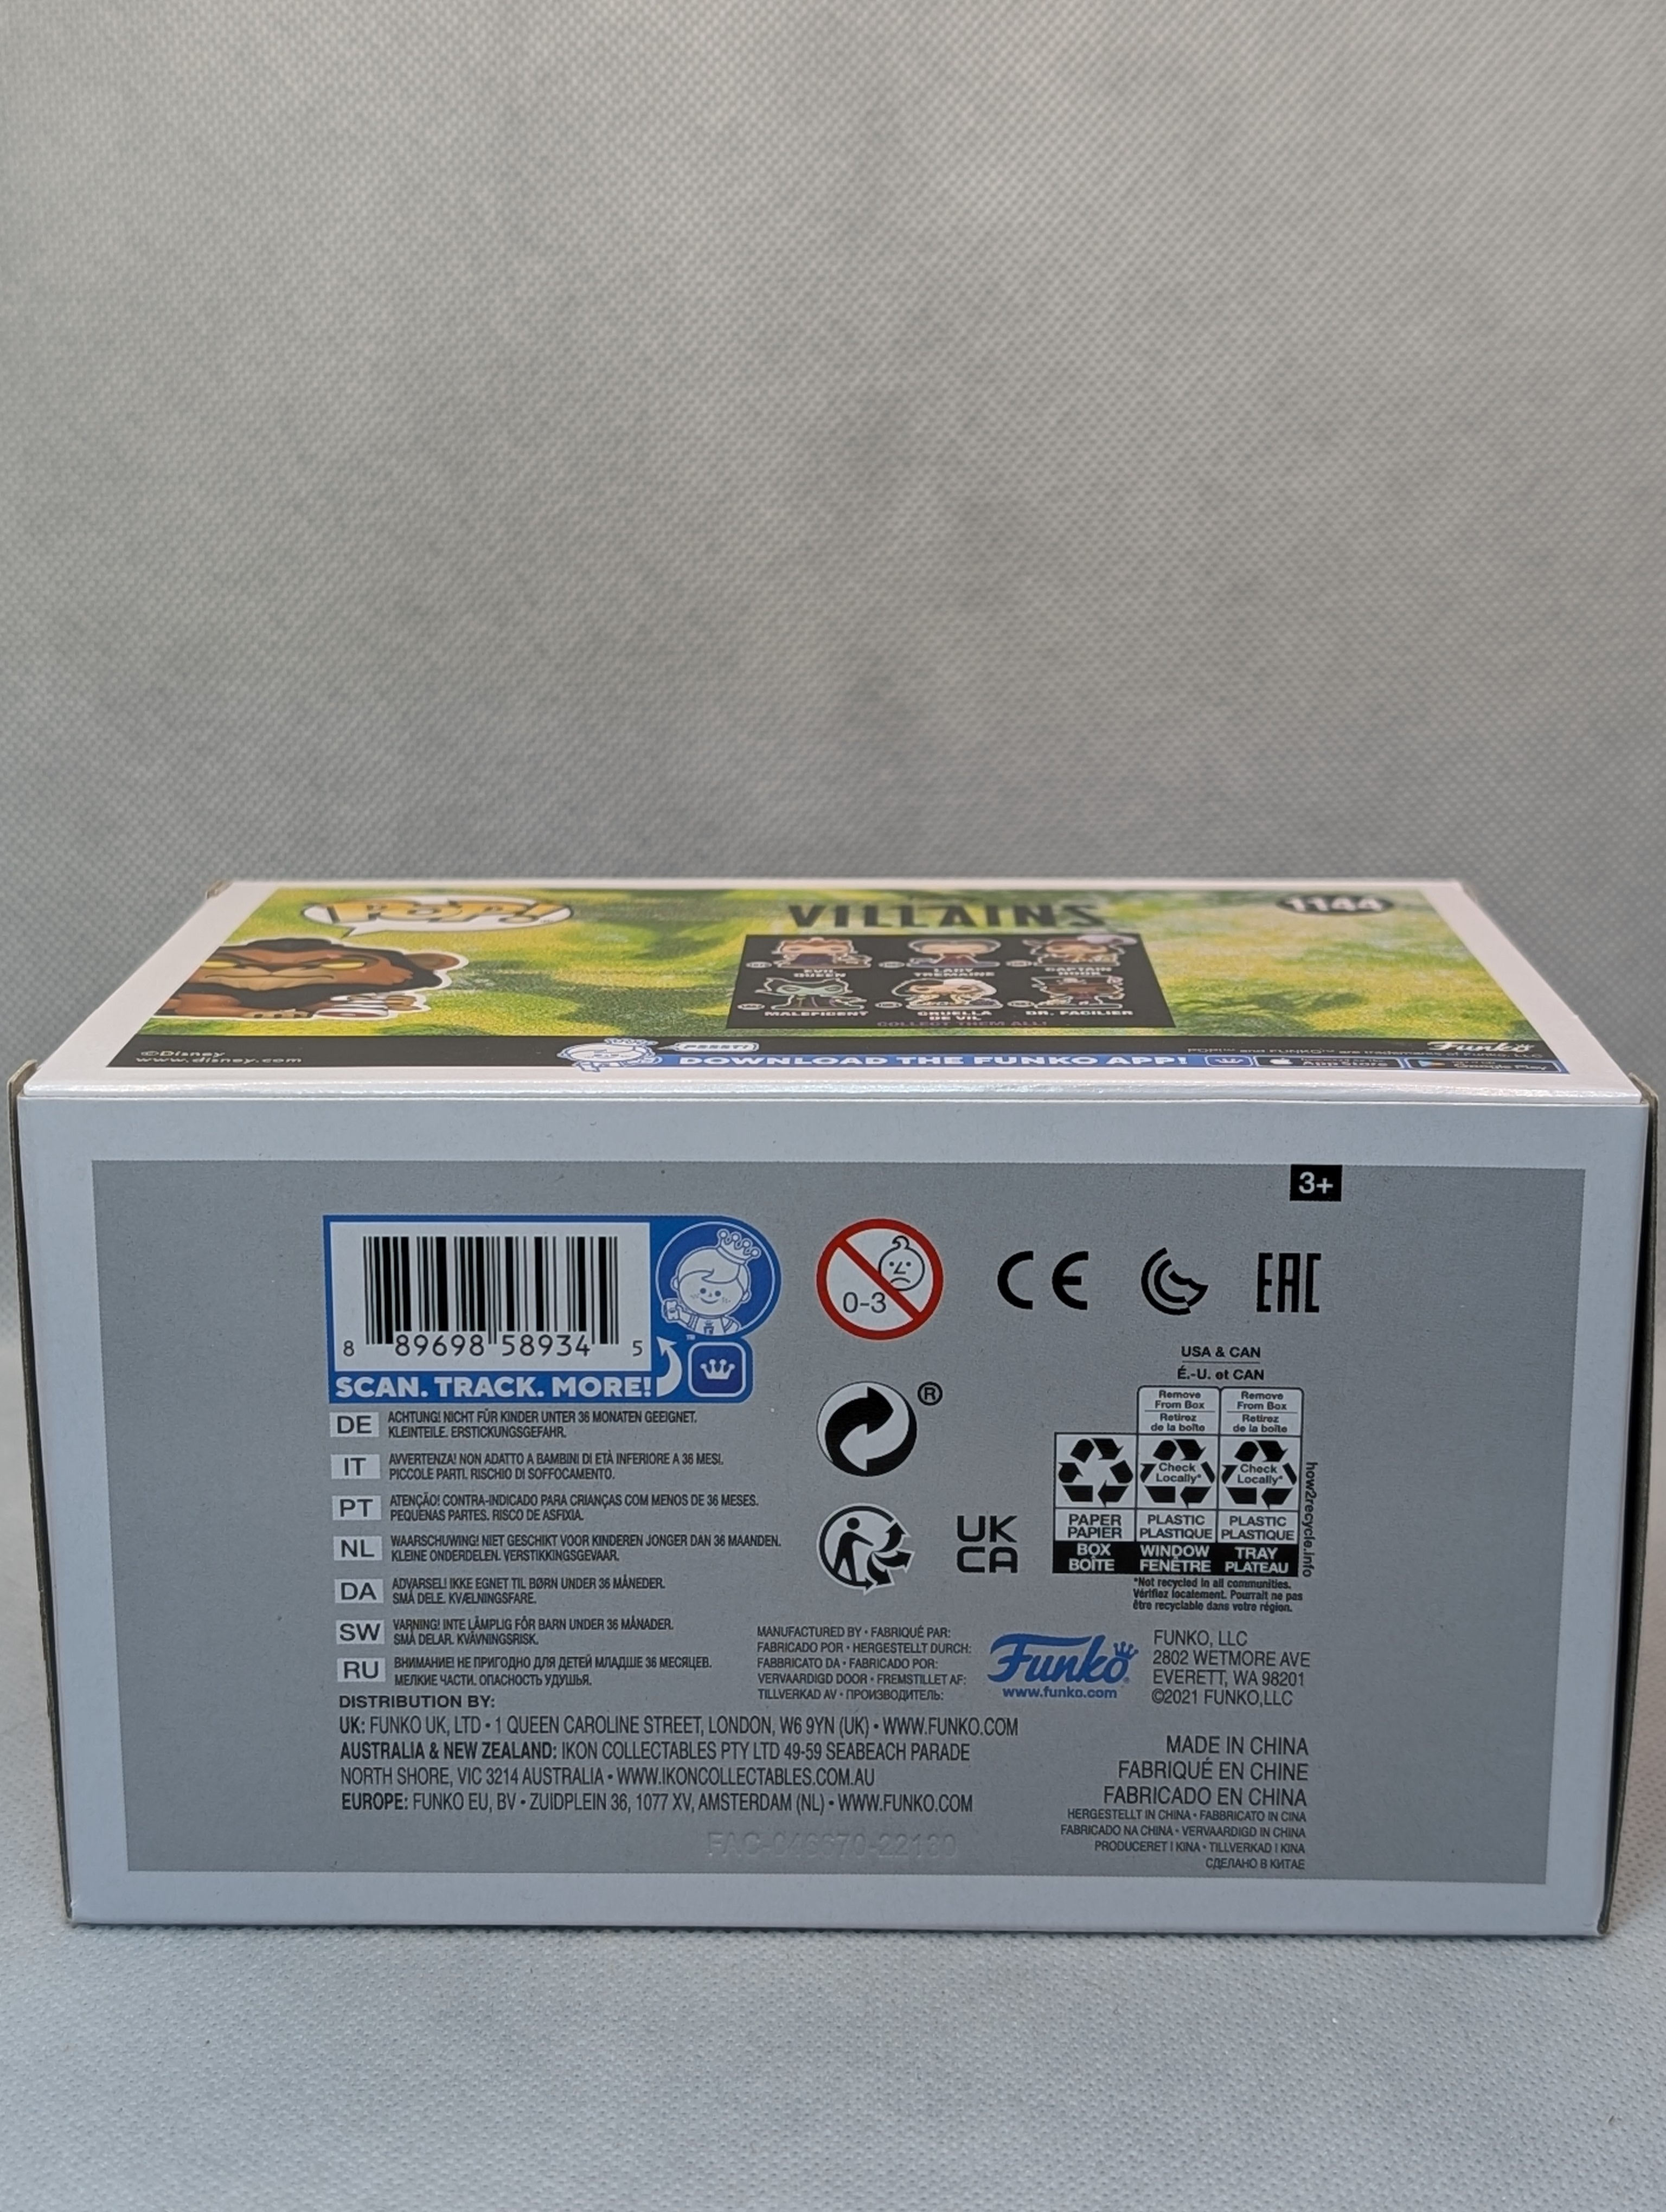 POP!
VILLAINS
1144
EVIL
QUEEN
LADY
TREMAINE
CAPTAIN
HOOK
MALEFICENT
CRUELLA
DE VIL
DR. FACILIER
COLLECT THEM ALL!
©Disney
www.disney.com
PSSST!
DOWNLOAD THE FUNKO APP!
POP!™ and FUNKO™ are trademarks of Funko, LLC
Funko
App Store
Google Play
3+
8 89698 58934 5
SCAN. TRACK. MORE!
™
0-3
CE
EAC
®
UK
CA
USA & CAN
É.-U. et CAN
Remove
From Box
Retirez
de la boîte
Remove
From Box
Retirez
de la boîte
Check
Locally*
Check
Locally*
PAPER
PAPIER
PLASTIC
PLASTIQUE
PLASTIC
PLASTIQUE
BOX
BOÎTE
WINDOW
FENÊTRE
TRAY
PLATEAU
how2recycle.info
*Not recycled in all communities.
Vérifiez localement. Pourrait ne pas
être recyclable dans votre région.
DE ACHTUNG! NICHT FÜR KINDER UNTER 36 MONATEN GEEIGNET.
KLEINTEILE. ERSTICKUNGSGEFAHR.
IT AVVERTENZA! NON ADATTO A BAMBINI DI ETÀ INFERIORE A 36 MESI.
PICCOLE PARTI. RISCHIO DI SOFFOCAMENTO.
PT ATENÇÃO! CONTRA-INDICADO PARA CRIANÇAS COM MENOS DE 36 MESES.
PEQUENAS PARTES. RISCO DE ASFIXIA.
NL WAARSCHUWING! NIET GESCHIKT VOOR KINDEREN JONGER DAN 36 MAANDEN.
KLEINE ONDERDELEN. VERSTIKKINGSGEVAAR.
DA ADVARSEL! IKKE EGNET TIL BØRN UNDER 36 MÅNEDER.
SMÅ DELE. KVÆLNINGSFARE.
SW VARNING! INTE LÄMPLIG FÖR BARN UNDER 36 MÅNADER.
SMÅ DELAR. KVÄVNINGSRISK.
RU ВНИМАНИЕ! НЕ ПРИГОДНО ДЛЯ ДЕТЕЙ МЛАДШЕ 36 МЕСЯЦЕВ.
МЕЛКИЕ ЧАСТИ. ОПАСНОСТЬ УДУШЬЯ.
MANUFACTURED BY • FABRIQUÉ PAR:
FABRICADO POR • HERGESTELLT DURCH:
FABBRICATO DA • FABRICADO POR:
VERVAARDIGD DOOR • FREMSTILLET AF:
TILLVERKAD AV • ПРОИЗВОДИТЕЛЬ:
Funko
www.funko.com
FUNKO, LLC
2802 WETMORE AVE
EVERETT, WA 98201
©2021 FUNKO,LLC
DISTRIBUTION BY:
UK: FUNKO UK, LTD • 1 QUEEN CAROLINE STREET, LONDON, W6 9YN (UK) • WWW.FUNKO.COM
AUSTRALIA & NEW ZEALAND: IKON COLLECTABLES PTY LTD 49-59 SEABEACH PARADE
NORTH SHORE, VIC 3214 AUSTRALIA • WWW.IKONCOLLECTABLES.COM.AU
EUROPE: FUNKO EU, BV • ZUIDPLEIN 36, 1077 XV, AMSTERDAM (NL) • WWW.FUNKO.COM
MADE IN CHINA
FABRIQUÉ EN CHINE
FABRICADO EN CHINA
HERGESTELLT IN CHINA • FABBRICATO IN CINA
FABRICADO NA CHINA • VERVAARDIGD IN CHINA
PRODUCERET I KINA • TILLVERKAD I KINA
СДЕЛАНО В КИТАЕ